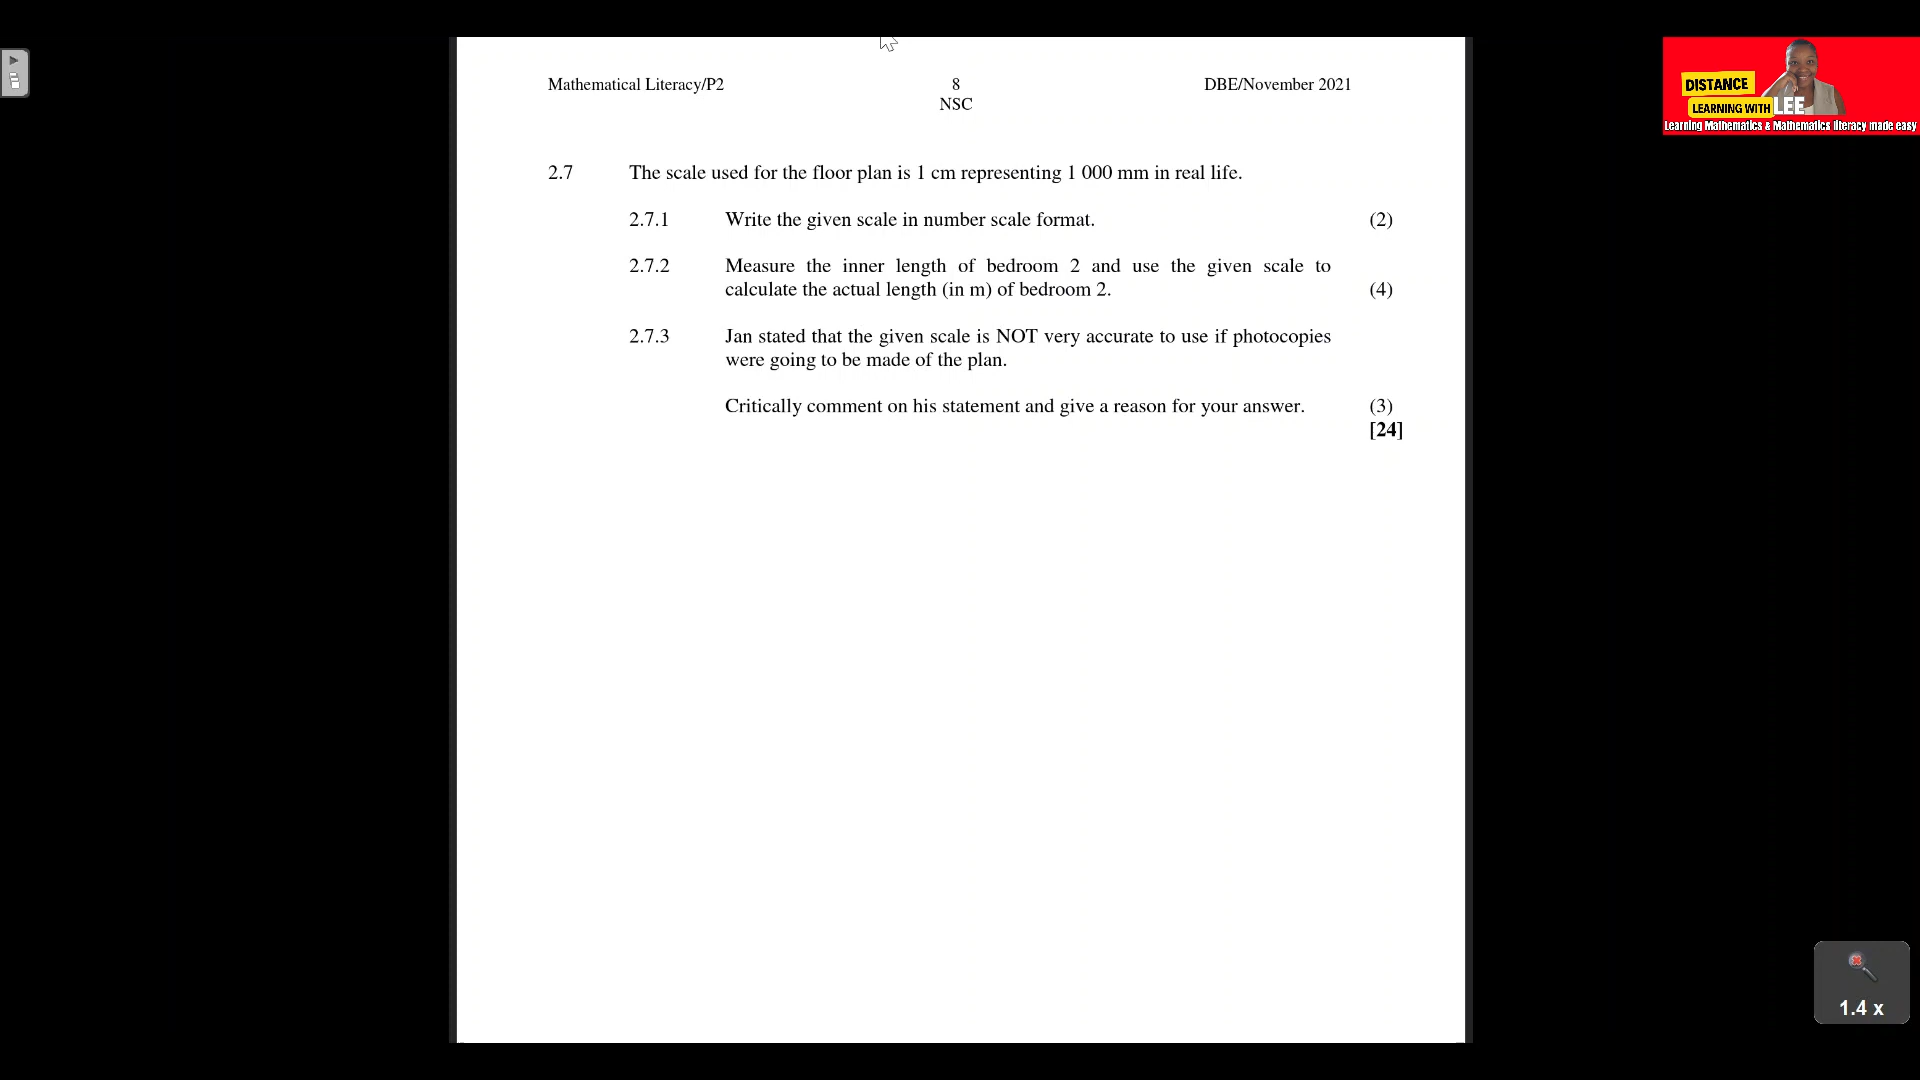 Mathematical Literacy/P2 8 DBE/November 2021
NSC
DISTANCE
LEARNING WITH LEE
Learning Mathematics & Mathematics literacy made easy
2.7 The scale used for the floor plan is 1 cm representing 1 000 mm in real life.
2.7.1 Write the given scale in number scale format. (2)
2.7.2 Measure the inner length of bedroom 2 and use the given scale to
calculate the actual length (in m) of bedroom 2. (4)
2.7.3 Jan stated that the given scale is NOT very accurate to use if photocopies
were going to be made of the plan.
Critically comment on his statement and give a reason for your answer. (3)
[24]
1.4 x